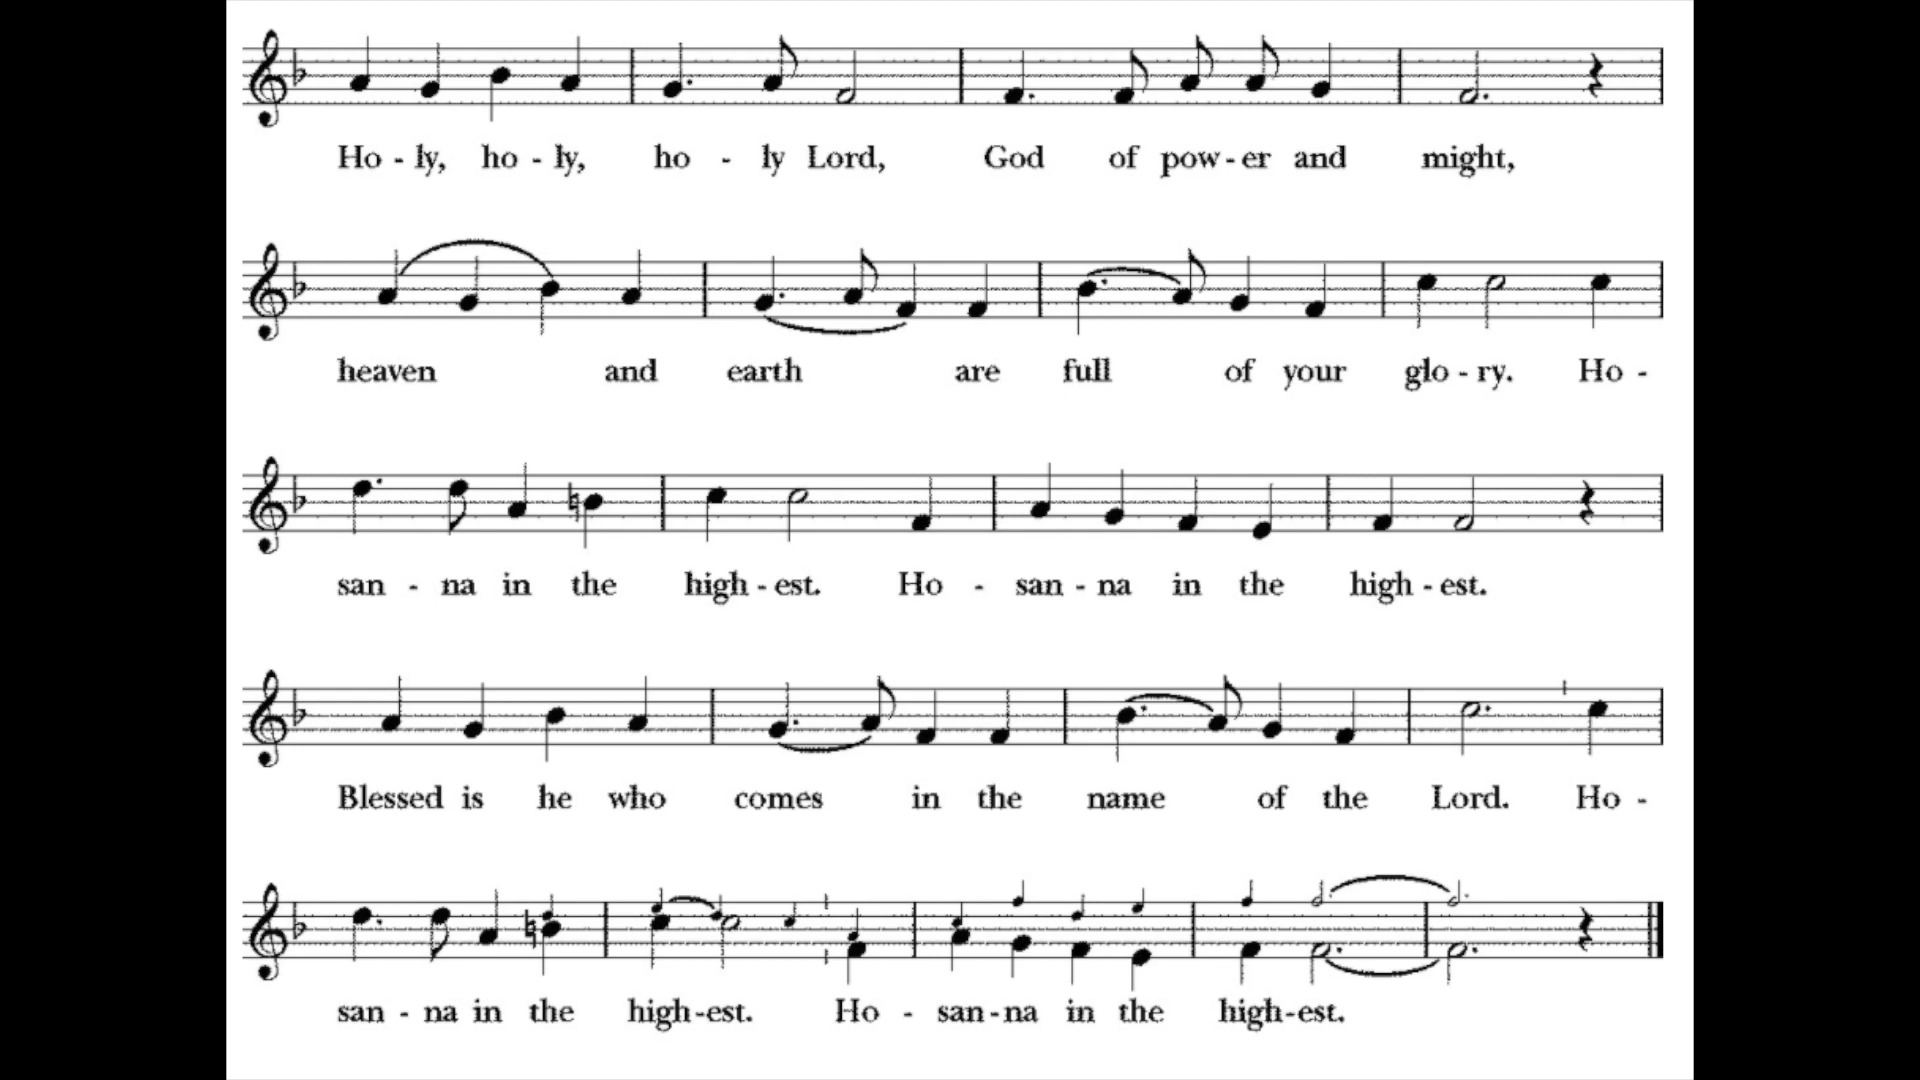 Ho - ly, ho - ly, ho - ly Lord, God of pow - er and might,
heaven and earth are full of your glo - ry. Ho -
san - na in the high - est. Ho - san - na in the high - est.
Blessed is he who comes in the name of the Lord. Ho -
san - na in the high - est. Ho - san - na in the high - est.